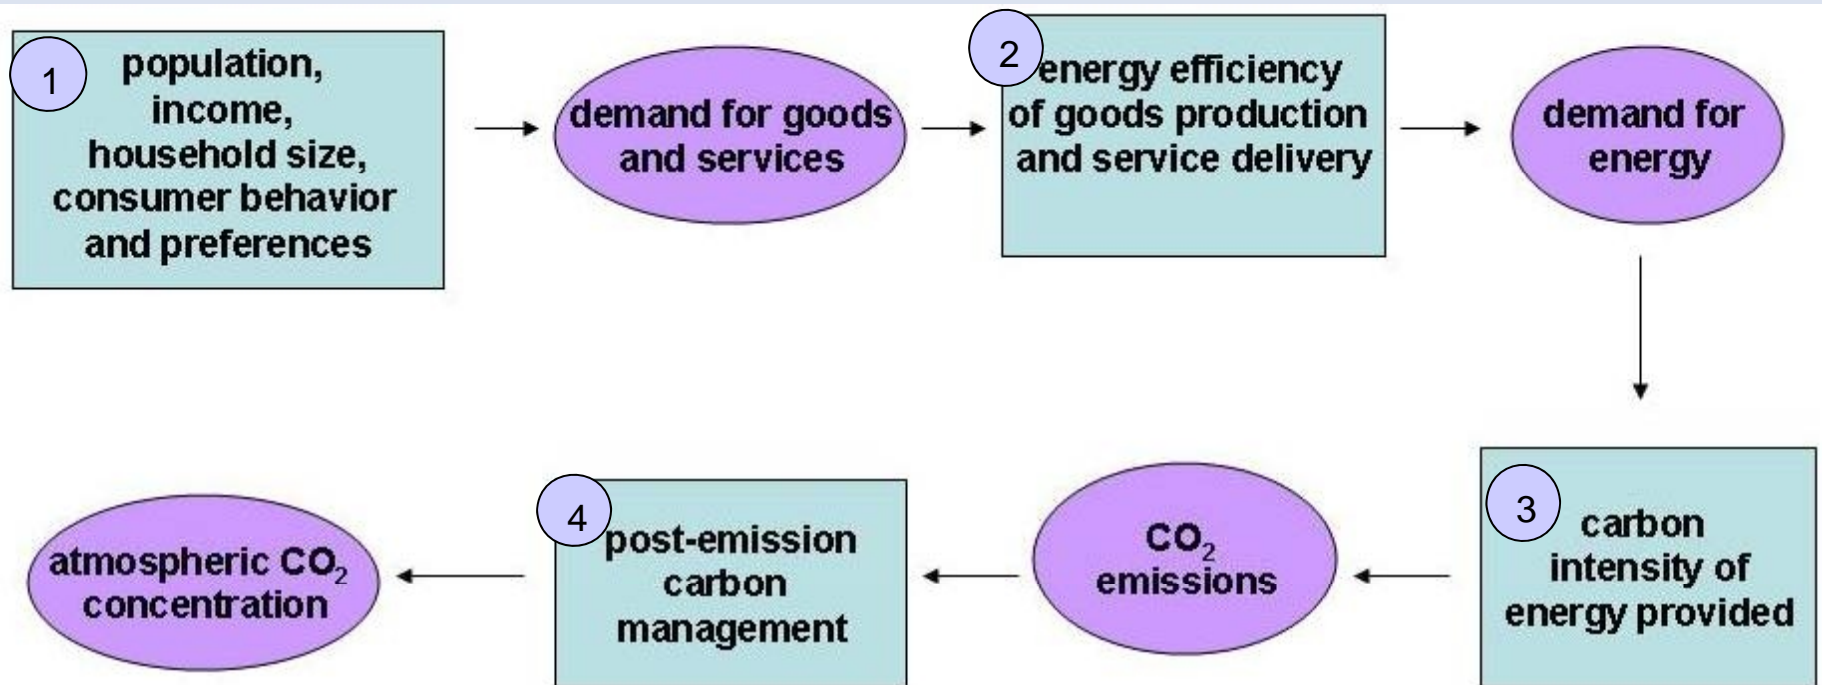 1
population,
income,
household size,
consumer behavior
and preferences
demand for goods
and services
2
energy efficiency
of goods production
and service delivery
demand for
energy
3
carbon
intensity of
energy provided
CO₂
emissions
4
post-emission
carbon
management
atmospheric CO₂
concentration